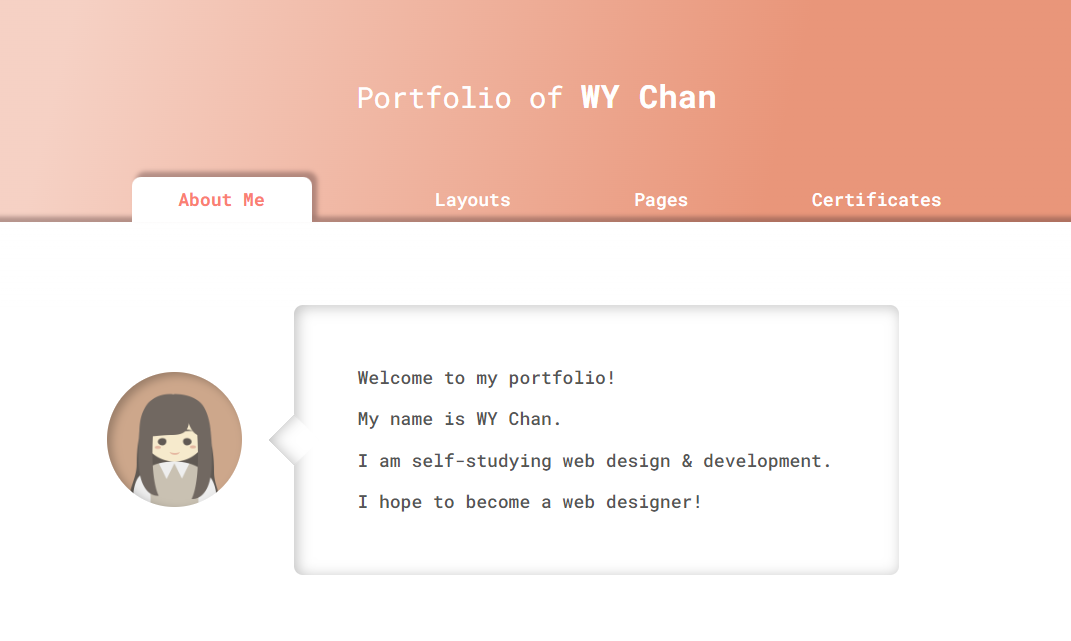 Portfolio of WY Chan
About Me Layouts Pages Certificates
Welcome to my portfolio!
My name is WY Chan.
I am self-studying web design & development.
I hope to become a web designer!